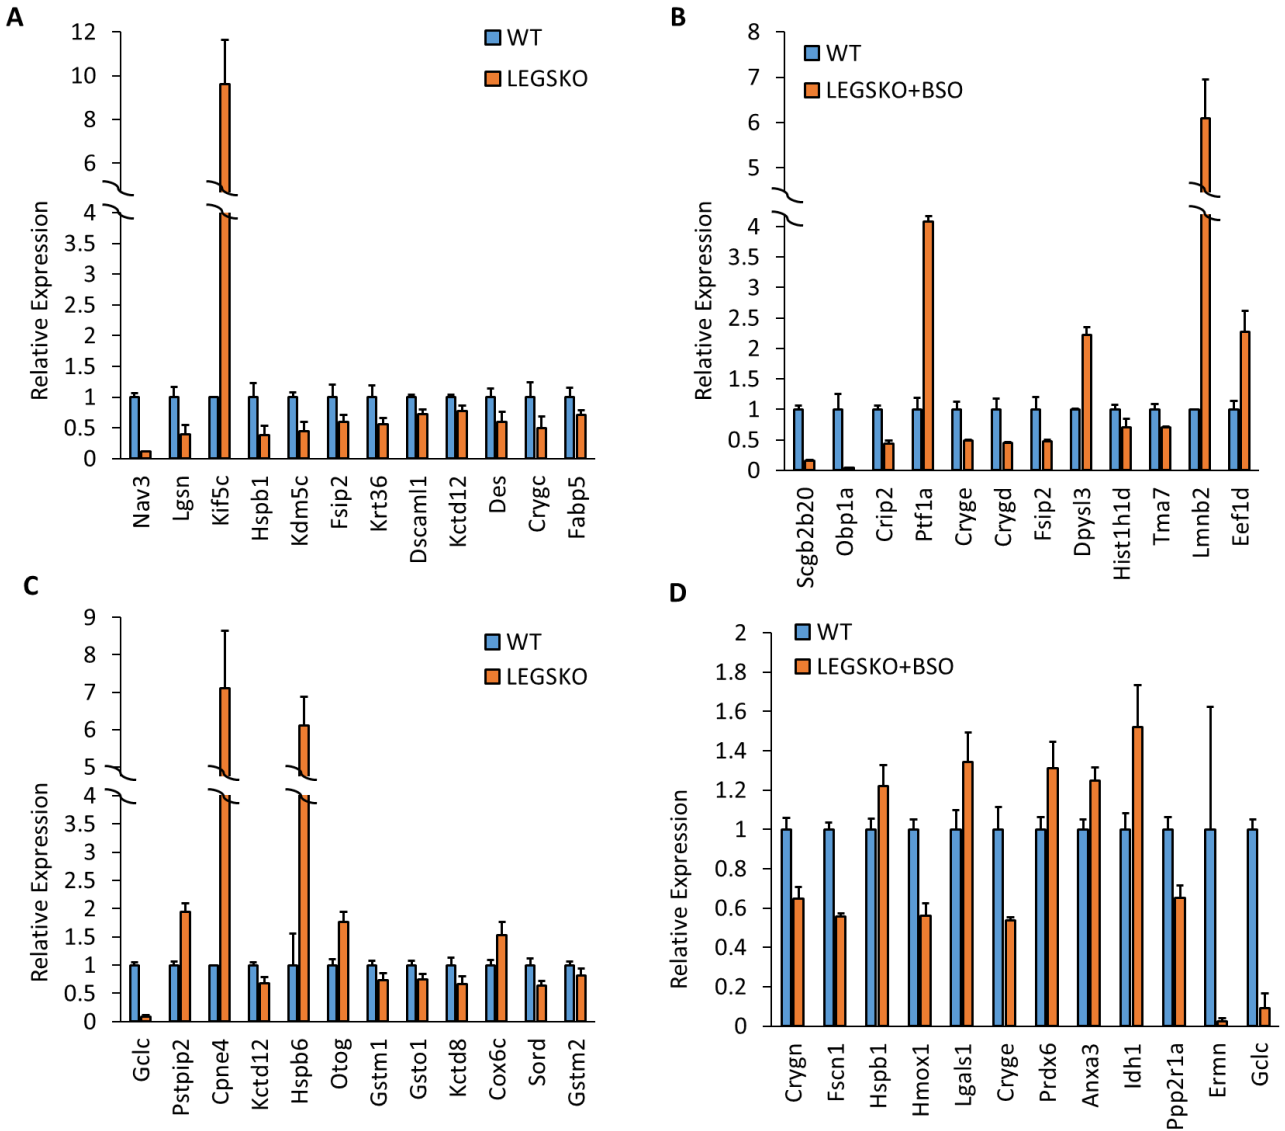 A
12
10
8
6
4
3.5
3
2.5
2
1.5
1
0.5
0
Relative Expression
WT
LEGSKO
Nav3
Lgsn
Kif5c
Hspb1
Kdm5c
Fsip2
Krt36
Dscaml1
Kctd12
Des
Crygc
Fabp5
B
8
7
6
5
4
3.5
3
2.5
2
1.5
1
0.5
0
Relative Expression
WT
LEGSKO+BSO
Scgb2b20
Obp1a
Crip2
Ptf1a
Cryge
Crygd
Fsip2
Dpysl3
Hist1h1d
Tma7
Lmnb2
Eef1d
C
9
8
7
6
5
4
3.5
3
2.5
2
1.5
1
0.5
0
Relative Expression
WT
LEGSKO
Gclc
Pstpip2
Cpne4
Kctd12
Hspb6
Otog
Gstm1
Gsto1
Kctd8
Cox6c
Sord
Gstm2
D
2
1.8
1.6
1.4
1.2
1
0.8
0.6
0.4
0.2
0
Relative Expression
WT
LEGSKO+BSO
Crygn
Fscn1
Hspb1
Hmox1
Lgals1
Cryge
Prdx6
Anxa3
Idh1
Ppp2r1a
Ermn
Gclc